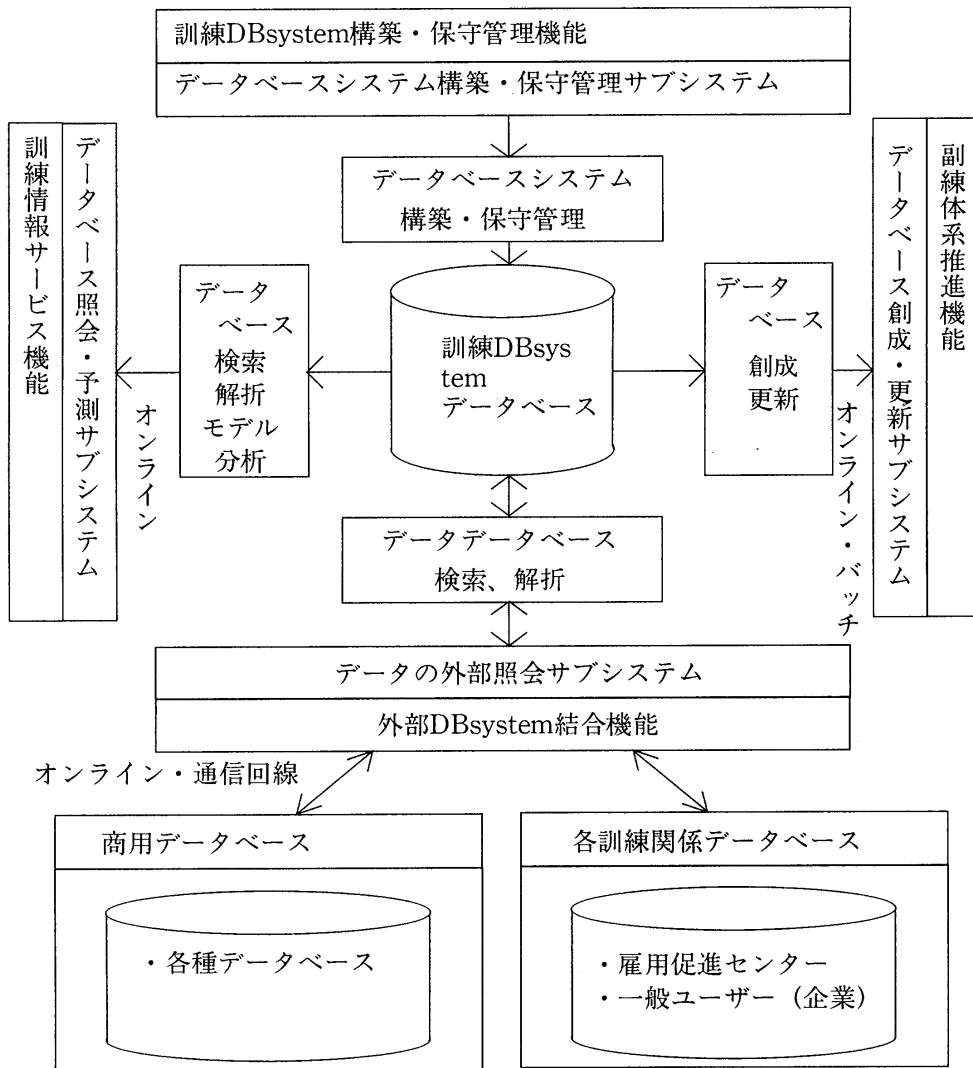 訓練DBsystem構築・保守管理機能
データベースシステム構築・保守管理サブシステム
データベースシステム
構築・保守管理
訓練情報サービス機能
データベース照会・予測サブシステム
オンライン
データ
ベース
検索
解折
モデル
分析
訓練DBsys
tem
データベース
データ
ベース
創成
更新
オンライン・バッチ
データベース創成・更新サブシステム
副練体系推進機能
データデータベース
検索、解折
データの外部照会サブシステム
外部DBsystem結合機能
オンライン・通信回線
商用データベース
・各種データベース
各訓練関係データベース
・雇用促進センター
・一般ユーザー（企業）